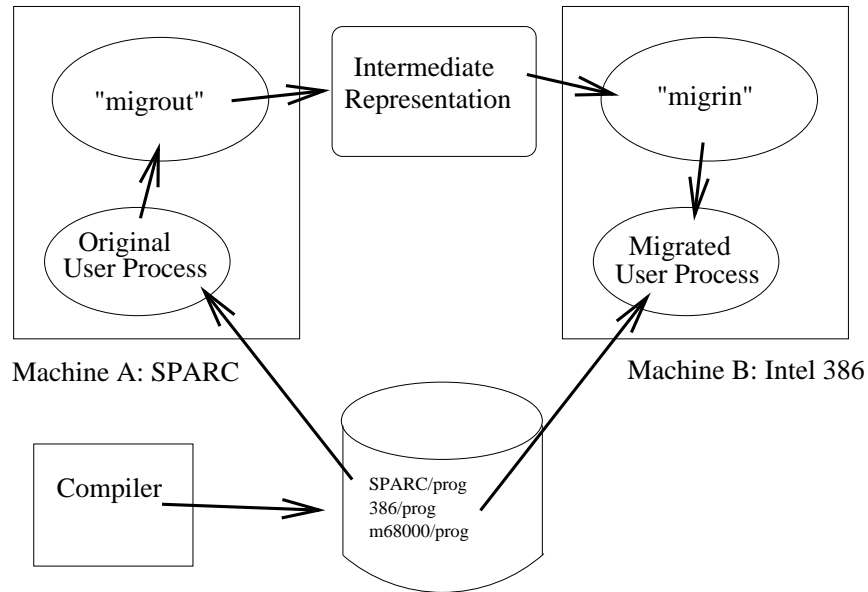 "migrout"
Intermediate
Representation
"migrin"
Original
User Process
Migrated
User Process
Machine A: SPARC
Machine B: Intel 386
Compiler
SPARC/prog
386/prog
m68000/prog